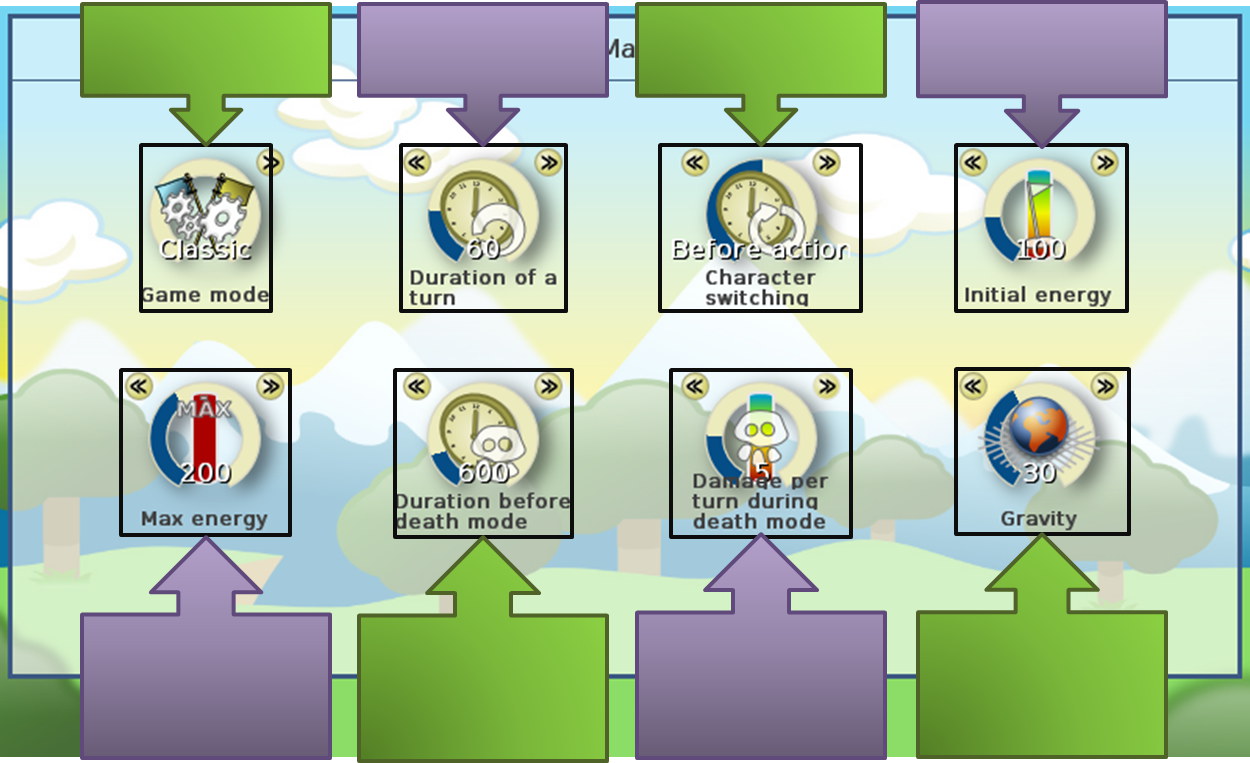 Ma
Classic
Game mode
60
Duration of a
turn
Before action
Character
switching
100
Initial energy
MAX
200
Max energy
600
Duration before
death mode
5
Damage per
turn during
death mode
30
Gravity